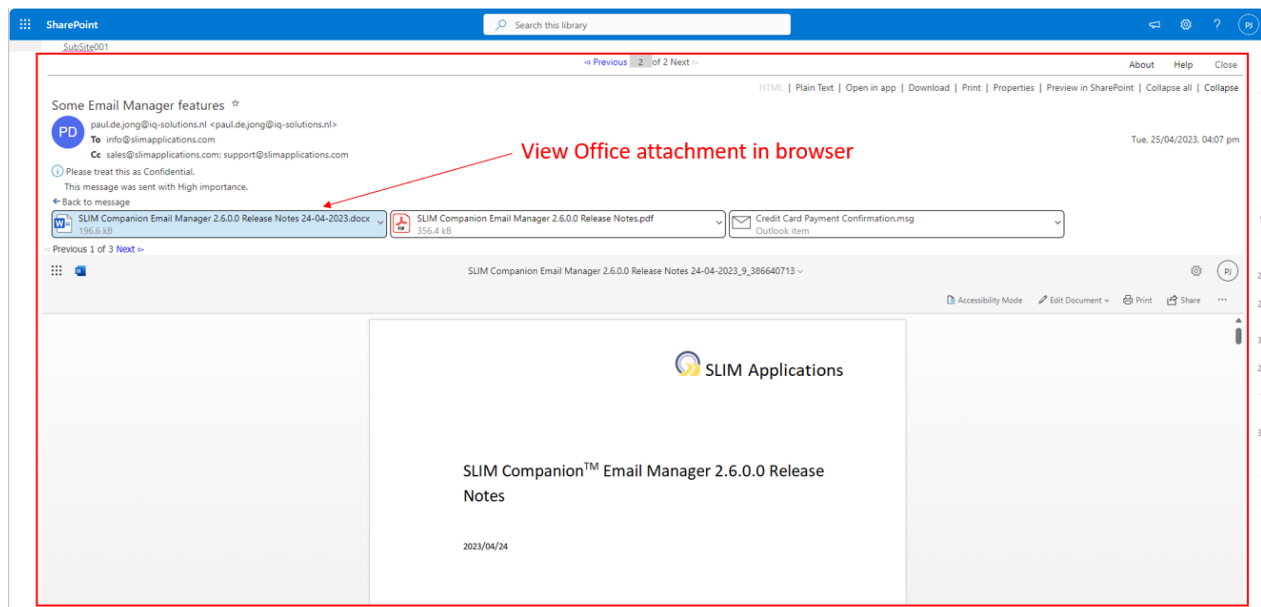 SharePoint
Search this library
?
PJ
SubSite001
Previous 2 of 2 Next
About Help Close
HTML | Plain Text | Open in app | Download | Print | Properties | Preview in SharePoint | Collapse all | Collapse
Some Email Manager features
PD
paul.de.jong@iq-solutions.nl <paul.de.jong@iq-solutions.nl>
To info@slimapplications.com
Tue. 25/04/2023. 04:07 pm
Cc sales@slimapplications.com; support@slimapplications.com
View Office attachment in browser
Please treat this as Confidential.
This message was sent with High importance.
Back to message
SLIM Companion Email Manager 2.6.0.0 Release Notes 24-04-2023.docx
196.6 kB
SLIM Companion Email Manager 2.6.0.0 Release Notes.pdf
356.4 kB
Credit Card Payment Confirmation.msg
Outlook item
Previous 1 of 3 Next
SLIM Companion Email Manager 2.6.0.0 Release Notes 24-04-2023_9_386640713
PJ
Accessibility Mode Edit Document Print Share ...
SLIM Applications
SLIM Companion™ Email Manager 2.6.0.0 Release
Notes
2023/04/24